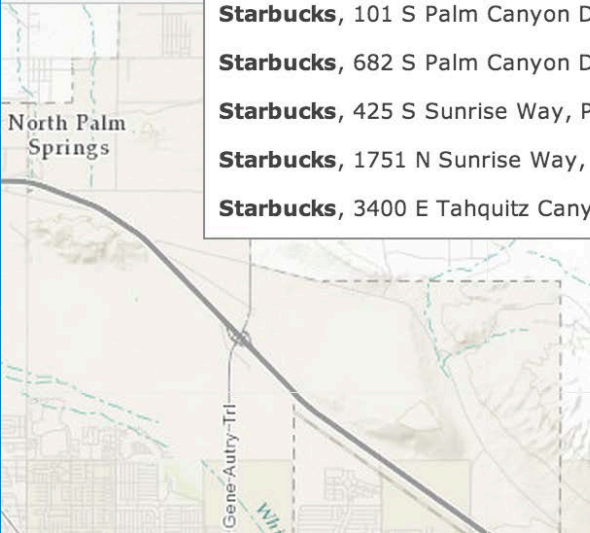 Starbucks, 101 S Palm Canyon D
Starbucks, 682 S Palm Canyon D
Starbucks, 425 S Sunrise Way, P
Starbucks, 1751 N Sunrise Way,
Starbucks, 3400 E Tahquitz Cany
North Palm
Springs
Gene-Autry-Trl
Whi